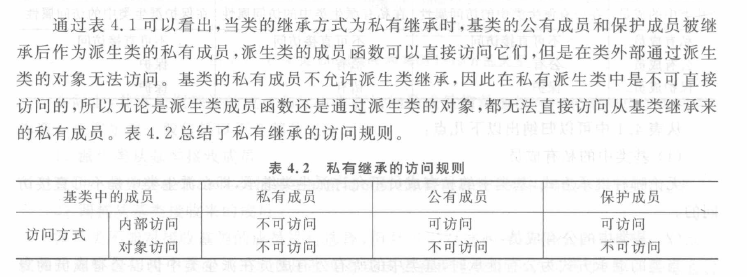 通过表 4.1 可以看出，当类的继承方式为私有继承时，基类的公有成员和保护成员被继
承后作为派生类的私有成员，派生类的成员函数可以直接访问它们，但是在类外部通过派生
类的对象无法访问。基类的私有成员不允许派生类继承，因此在私有派生类中是不可直接
访问的，所以无论是派生类成员函数还是通过派生类的对象，都无法直接访问从基类继承来
的私有成员。表 4.2 总结了私有继承的访问规则。
表 4.2 私有继承的访问规则
基类中的成员 私有成员 公有成员 保护成员
访问方式 内部访问 不可访问 可访问 可访问
对象访问 不可访问 不可访问 不可访问